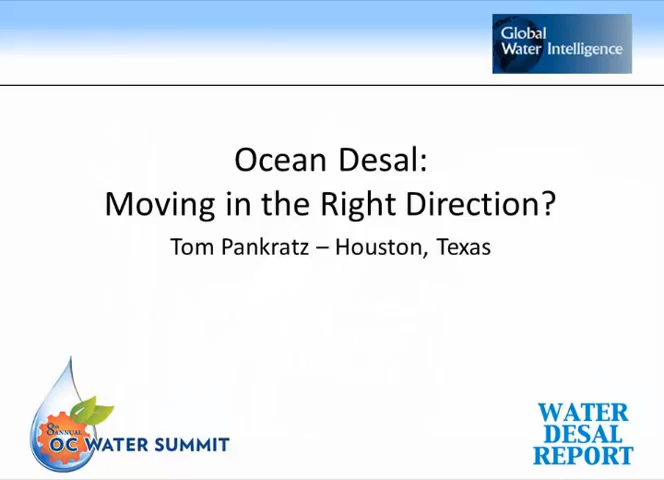 Global
Water Intelligence
Ocean Desal:
Moving in the Right Direction?
Tom Pankratz – Houston, Texas
8th
ANNUAL
OC WATER SUMMIT
WATER
DESAL
REPORT